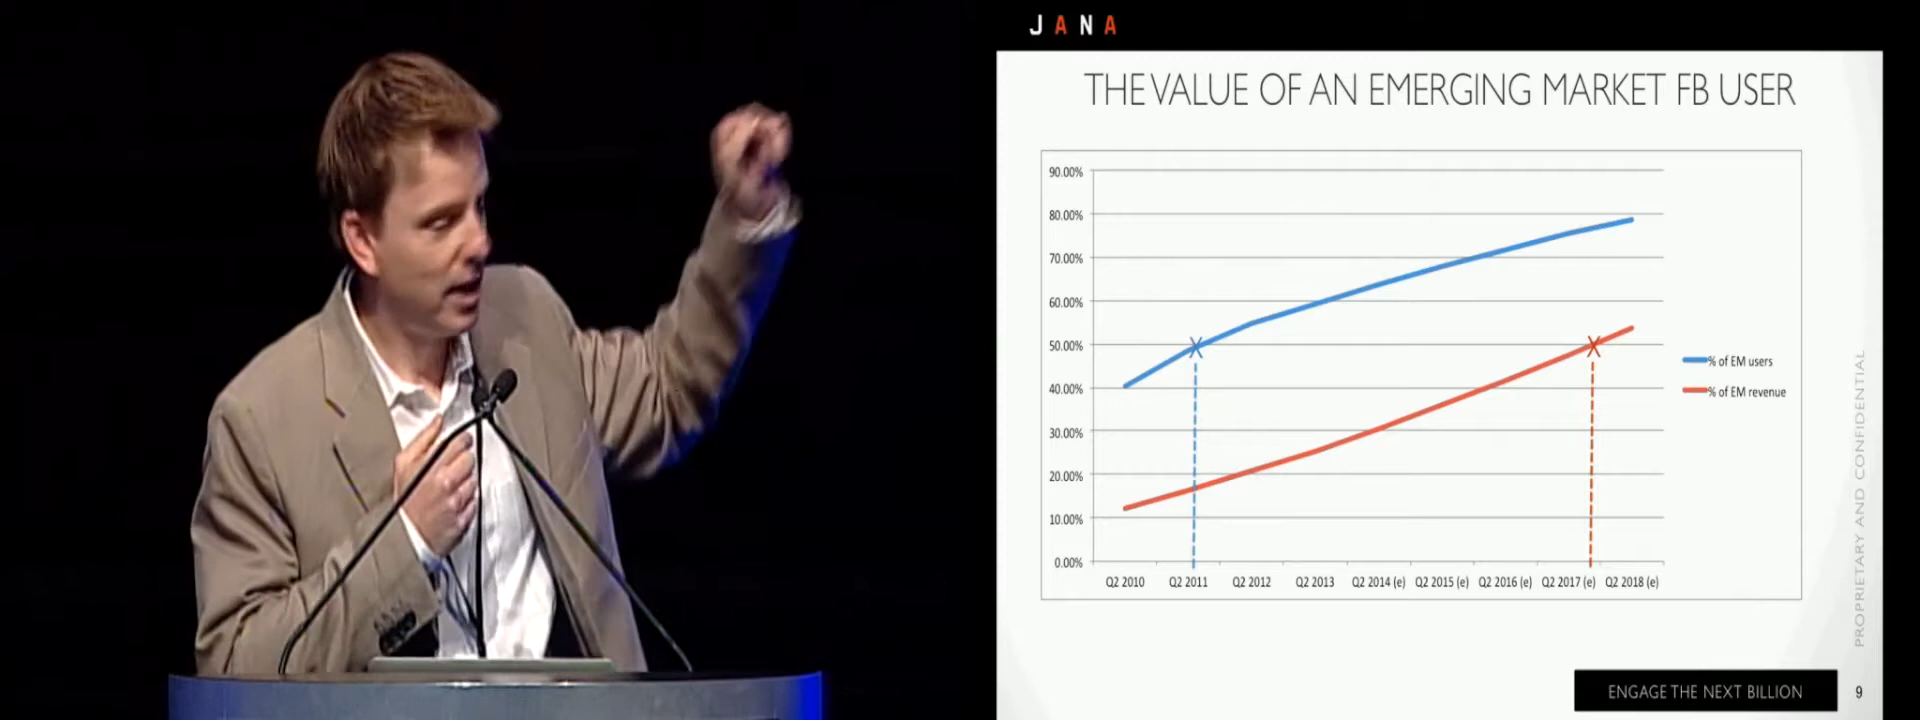 JANA
THE VALUE OF AN EMERGING MARKET FB USER
90.00%
80.00%
70.00%
60.00%
50.00%
40.00%
30.00%
20.00%
10.00%
0.00%
Q2 2010 Q2 2011 Q2 2012 Q2 2013 Q2 2014 (e) Q2 2015 (e) Q2 2016 (e) Q2 2017 (e) Q2 2018 (e)
% of EM users
% of EM revenue
PROPRIETARY AND CONFIDENTIAL
ENGAGE THE NEXT BILLION 9